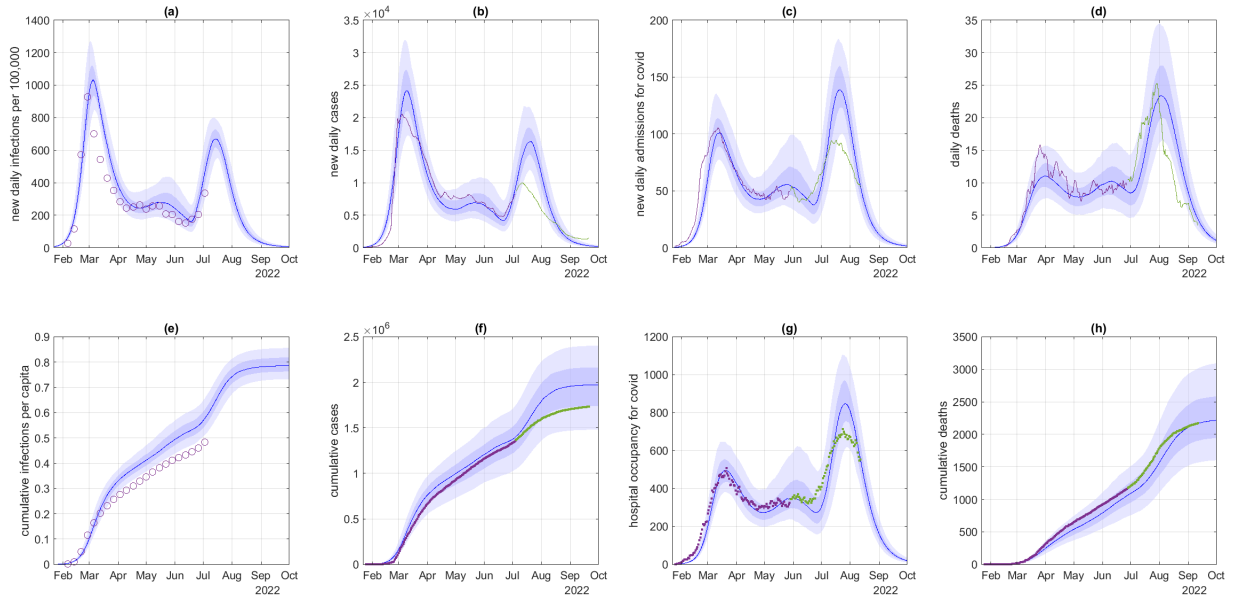 (a)
new daily infections per 100,000
1400
1200
1000
800
600
400
200
0
Feb Mar Apr May Jun Jul Aug Sep Oct
2022
(b)
× 10⁴
new daily cases
3.5
3
2.5
2
1.5
1
0.5
0
Feb Mar Apr May Jun Jul Aug Sep Oct
2022
(c)
new daily admissions for covid
200
150
100
50
0
Feb Mar Apr May Jun Jul Aug Sep Oct
2022
(d)
daily deaths
35
30
25
20
15
10
5
0
Feb Mar Apr May Jun Jul Aug Sep Oct
2022
(e)
cumulative infections per capita
0.9
0.8
0.7
0.6
0.5
0.4
0.3
0.2
0.1
0
Feb Mar Apr May Jun Jul Aug Sep Oct
2022
(f)
× 10⁶
cumulative cases
2.5
2
1.5
1
0.5
0
Feb Mar Apr May Jun Jul Aug Sep Oct
2022
(g)
hospital occupancy for covid
1200
1000
800
600
400
200
0
Feb Mar Apr May Jun Jul Aug Sep Oct
2022
(h)
cumulative deaths
3500
3000
2500
2000
1500
1000
500
0
Feb Mar Apr May Jun Jul Aug Sep Oct
2022